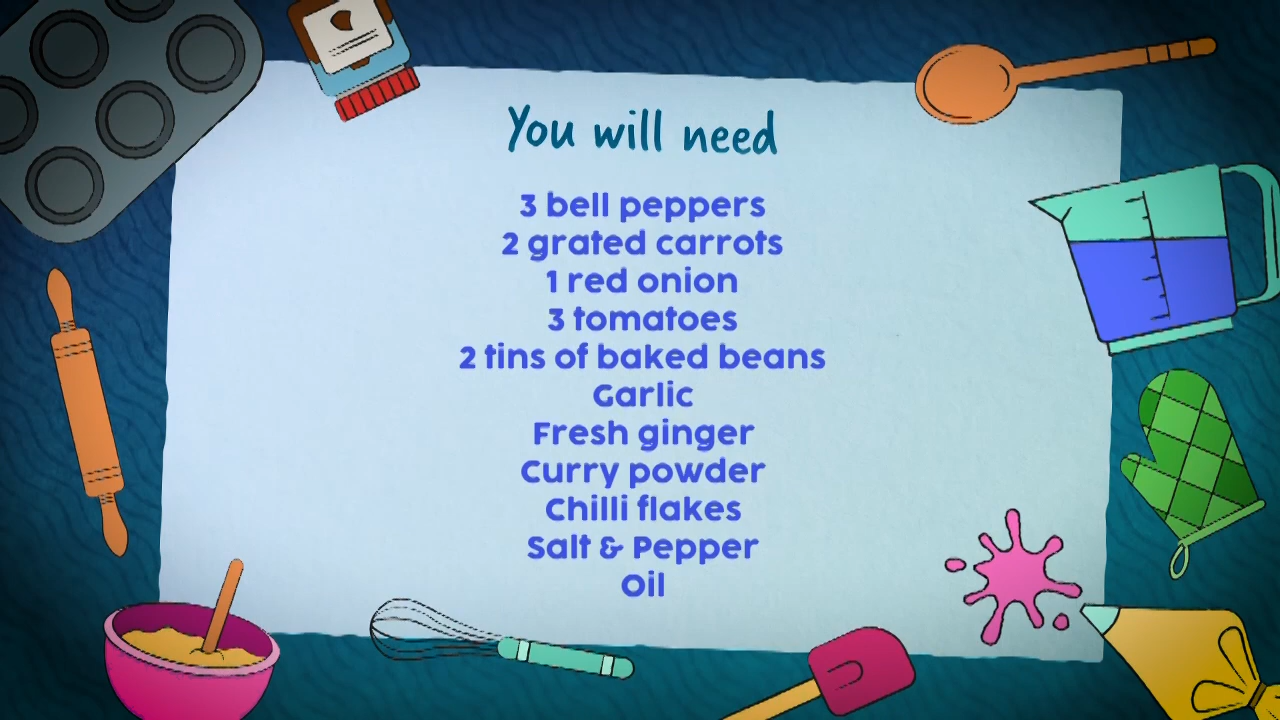 You will need
3 bell peppers
2 grated carrots
1 red onion
3 tomatoes
2 tins of baked beans
Garlic
Fresh ginger
Curry powder
Chilli flakes
Salt & Pepper
Oil